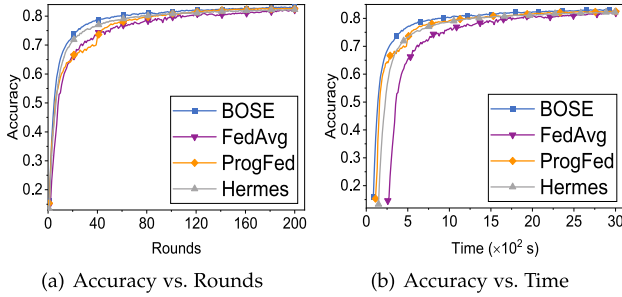 0.8
0.7
0.6
0.5
0.4
0.3
0.2
Accuracy
BOSE
FedAvg
ProgFed
Hermes
0 40 80 120 160 200
Rounds
(a) Accuracy vs. Rounds
0.8
0.7
0.6
0.5
0.4
0.3
0.2
Accuracy
BOSE
FedAvg
ProgFed
Hermes
0 5 10 15 20 25 30
Time (×10² s)
(b) Accuracy vs. Time